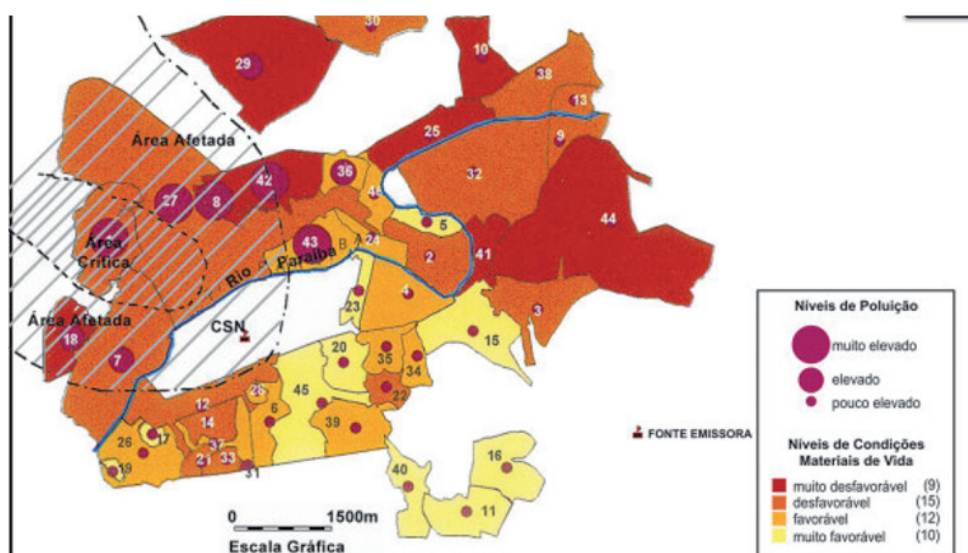 30
29
10
38
13
25
9
Área Afetada
36
42
32
27
8
44
5
Área
Crítica
43
B
A
24
2
41
Rio
Paraíba
4
23
3
Área Afetada
CSN
18
15
7
20
35
34
28
45
22
12
6
14
39
26
17
37
19
21
33
31
40
16
11
0
1500m
Escala Gráfica
FONTE EMISSORA
Níveis de Poluição
muito elevado
elevado
pouco elevado
Níveis de Condições
Materiais de Vida
muito desfavorável (9)
desfavorável (15)
favorável (12)
muito favorável (10)